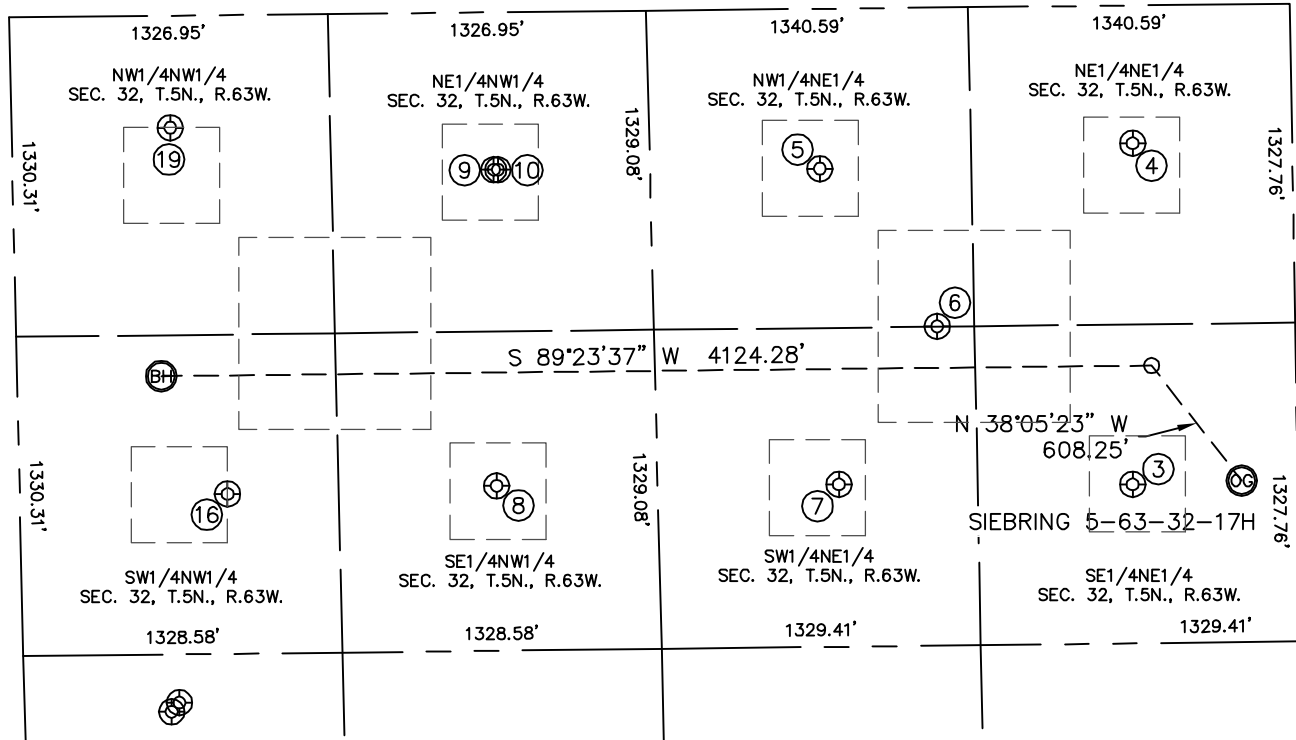 1326.95'
1326.95'
1340.59'
1340.59'
NW1/4NW1/4
SEC. 32, T.5N., R.63W.
NE1/4NW1/4
SEC. 32, T.5N., R.63W.
NW1/4NE1/4
SEC. 32, T.5N., R.63W.
NE1/4NE1/4
SEC. 32, T.5N., R.63W.
1330.31'
19
9
10
1329.08'
5
4
1327.76'
6
BH
S 89°23'37" W 4124.28'
N 38°05'23" W
608.25'
1330.31'
16
8
1329.08'
7
3
OG
1327.76'
SIEBRING 5-63-32-17H
SW1/4NW1/4
SEC. 32, T.5N., R.63W.
SE1/4NW1/4
SEC. 32, T.5N., R.63W.
SW1/4NE1/4
SEC. 32, T.5N., R.63W.
SE1/4NE1/4
SEC. 32, T.5N., R.63W.
1328.58'
1328.58'
1329.41'
1329.41'